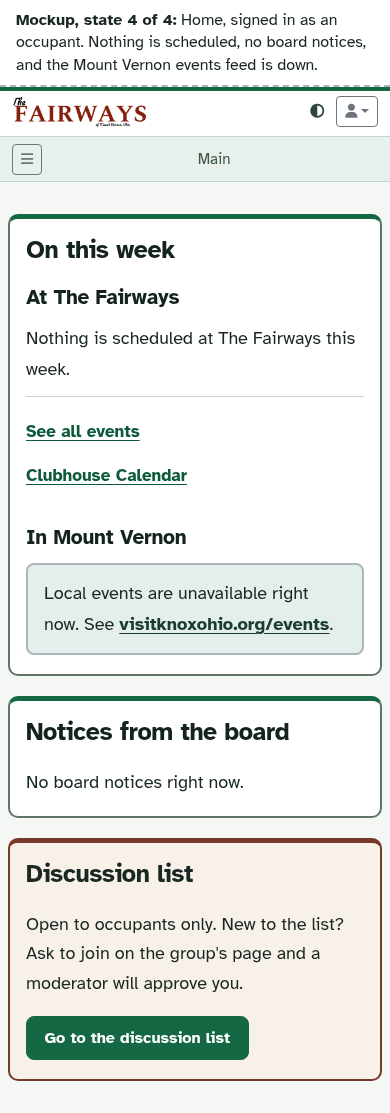 Mockup, state 4 of 4: Home, signed in as an
occupant. Nothing is scheduled, no board notices,
and the Mount Vernon events feed is down.
The
FAIRWAYS
of Mount Vernon, Ohio
Main
On this week
At The Fairways
Nothing is scheduled at The Fairways this
week.
See all events
Clubhouse Calendar
In Mount Vernon
Local events are unavailable right
now. See visitknoxohio.org/events.
Notices from the board
No board notices right now.
Discussion list
Open to occupants only. New to the list?
Ask to join on the group's page and a
moderator will approve you.
Go to the discussion list